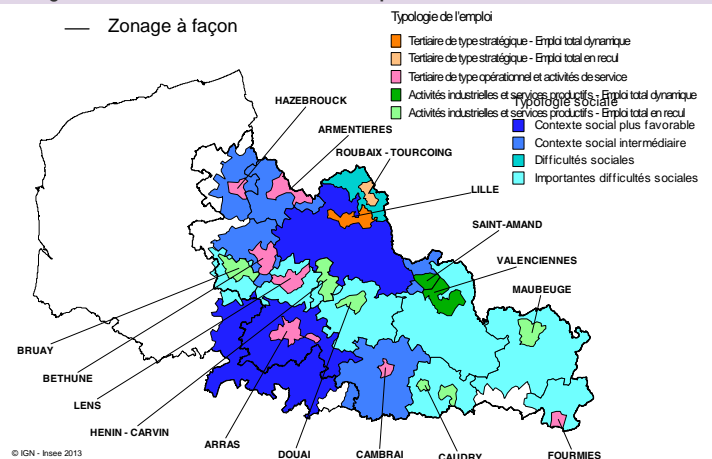 Zonage à façon
Typologie de l'emploi
Tertiaire de type stratégique - Emploi total dynamique
Tertiaire de type stratégique - Emploi total en recul
Tertiaire de type opérationnel et activités de service
Activités industrielles et services productifs - Emploi total dynamique
Activités industrielles et services productifs - Emploi total en recul
Typologie sociale
Contexte social plus favorable
Contexte social intermédiaire
Difficultés sociales
Importantes difficultés sociales
HAZEBROUCK
ARMENTIERES
ROUBAIX - TOURCOING
LILLE
SAINT-AMAND
VALENCIENNES
MAUBEUGE
BRUAY
BETHUNE
LENS
HENIN - CARVIN
ARRAS
DOUAI
CAMBRAI
CAUDRY
FOURMIES
© IGN - Insee 2013